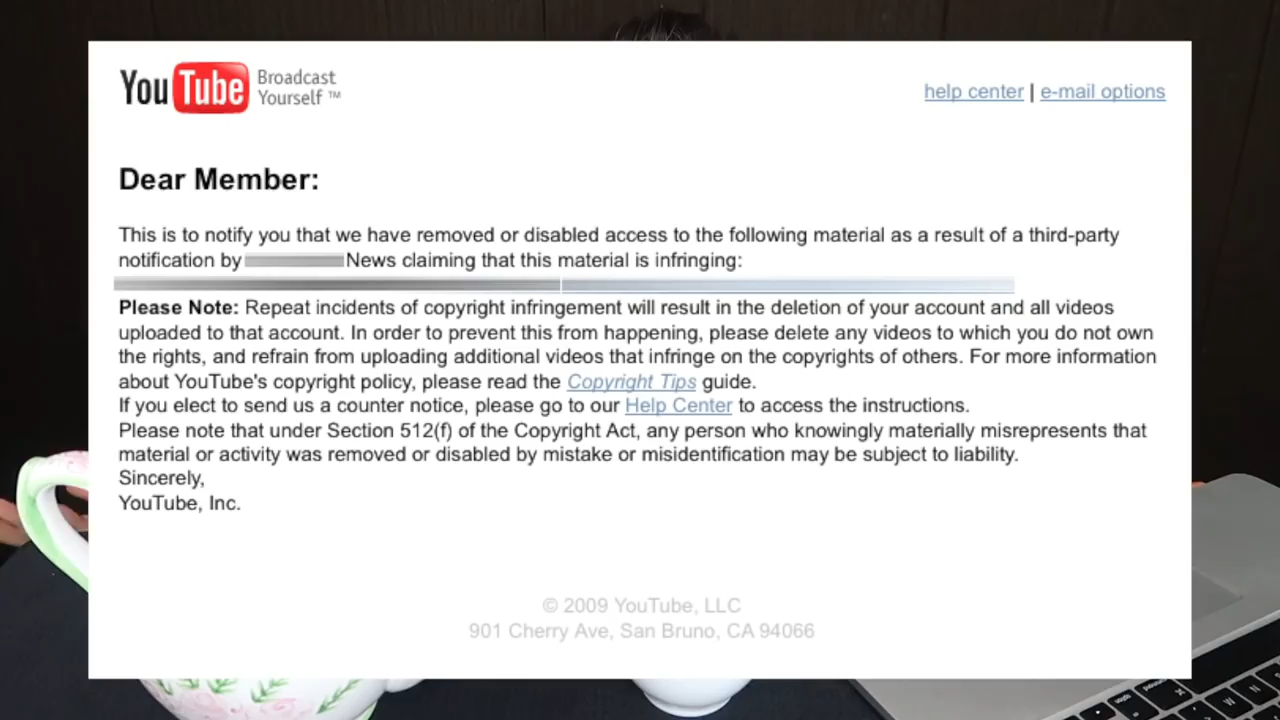 YouTube Broadcast Yourself ™
help center | e-mail options
Dear Member:
This is to notify you that we have removed or disabled access to the following material as a result of a third-party
notification by News claiming that this material is infringing:
Please Note: Repeat incidents of copyright infringement will result in the deletion of your account and all videos
uploaded to that account. In order to prevent this from happening, please delete any videos to which you do not own
the rights, and refrain from uploading additional videos that infringe on the copyrights of others. For more information
about YouTube's copyright policy, please read the Copyright Tips guide.
If you elect to send us a counter notice, please go to our Help Center to access the instructions.
Please note that under Section 512(f) of the Copyright Act, any person who knowingly materially misrepresents that
material or activity was removed or disabled by mistake or misidentification may be subject to liability.
Sincerely,
YouTube, Inc.
© 2009 YouTube, LLC
901 Cherry Ave, San Bruno, CA 94066